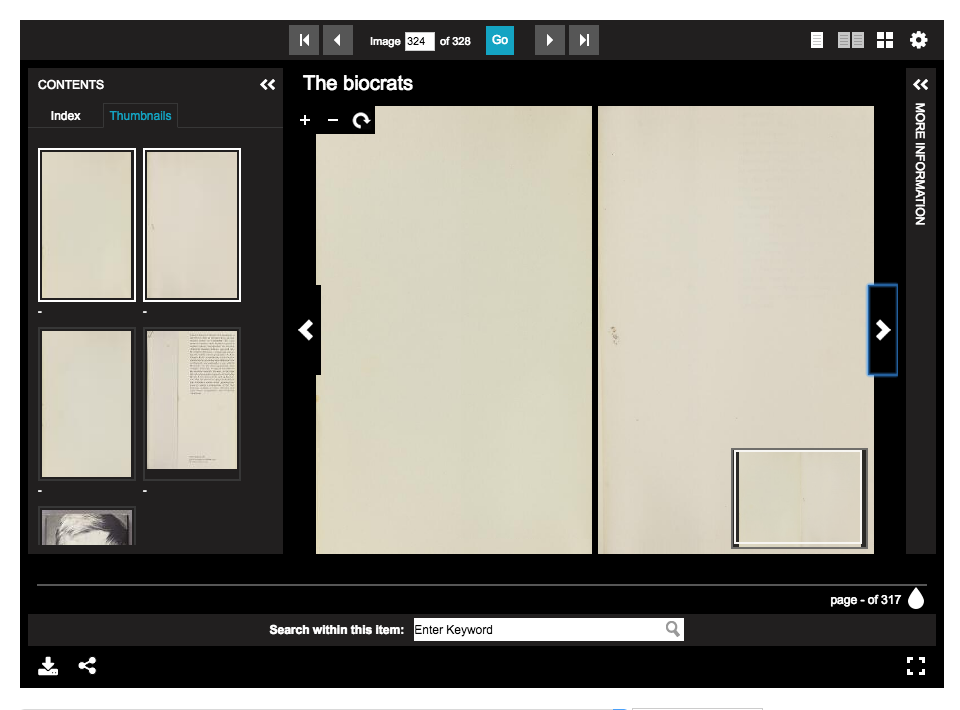 Image 324 of 328 Go
CONTENTS
Index Thumbnails
The biocrats
MORE INFORMATION
-
-
-
-
page - of 317
Search within this item: Enter Keyword